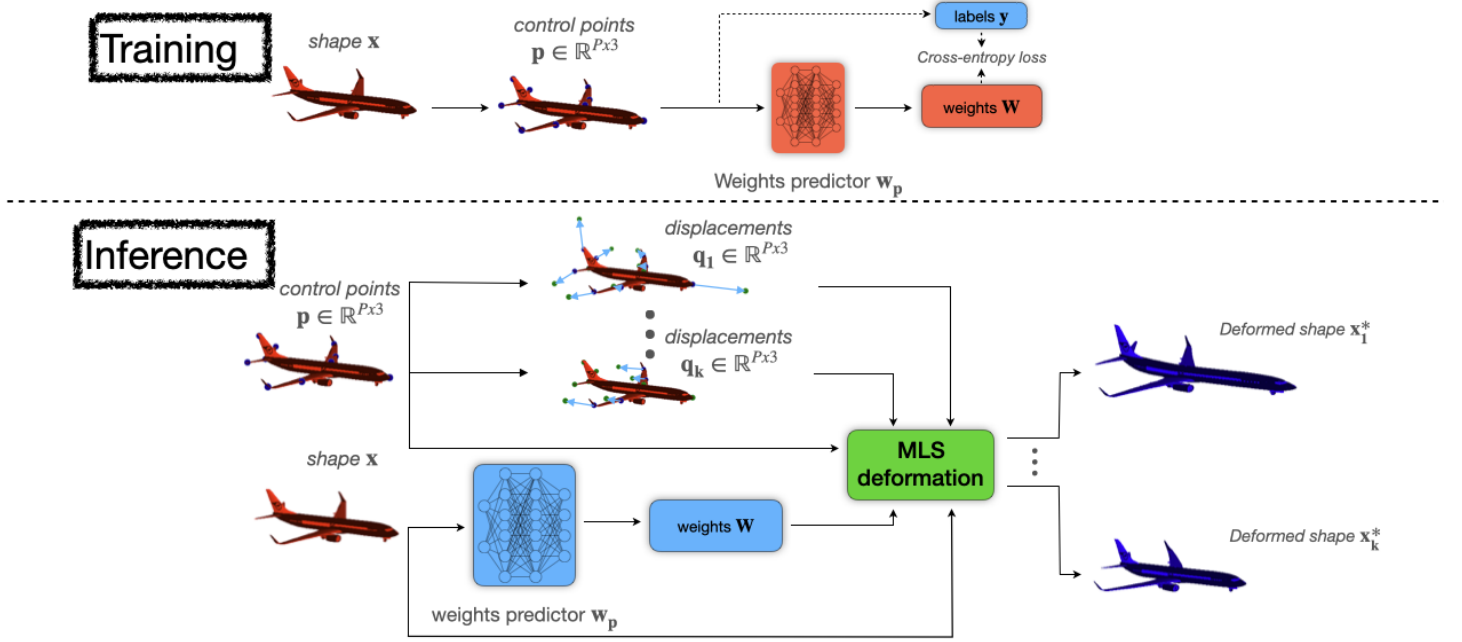 Training
shape x
control points
p ∈ ℝ^{Px3}
labels y
Cross-entropy loss
weights W
Weights predictor w_p
Inference
control points
p ∈ ℝ^{Px3}
displacements
q_1 ∈ ℝ^{Px3}
displacements
q_k ∈ ℝ^{Px3}
Deformed shape x_1^*
MLS
deformation
shape x
weights W
Deformed shape x_k^*
weights predictor w_p